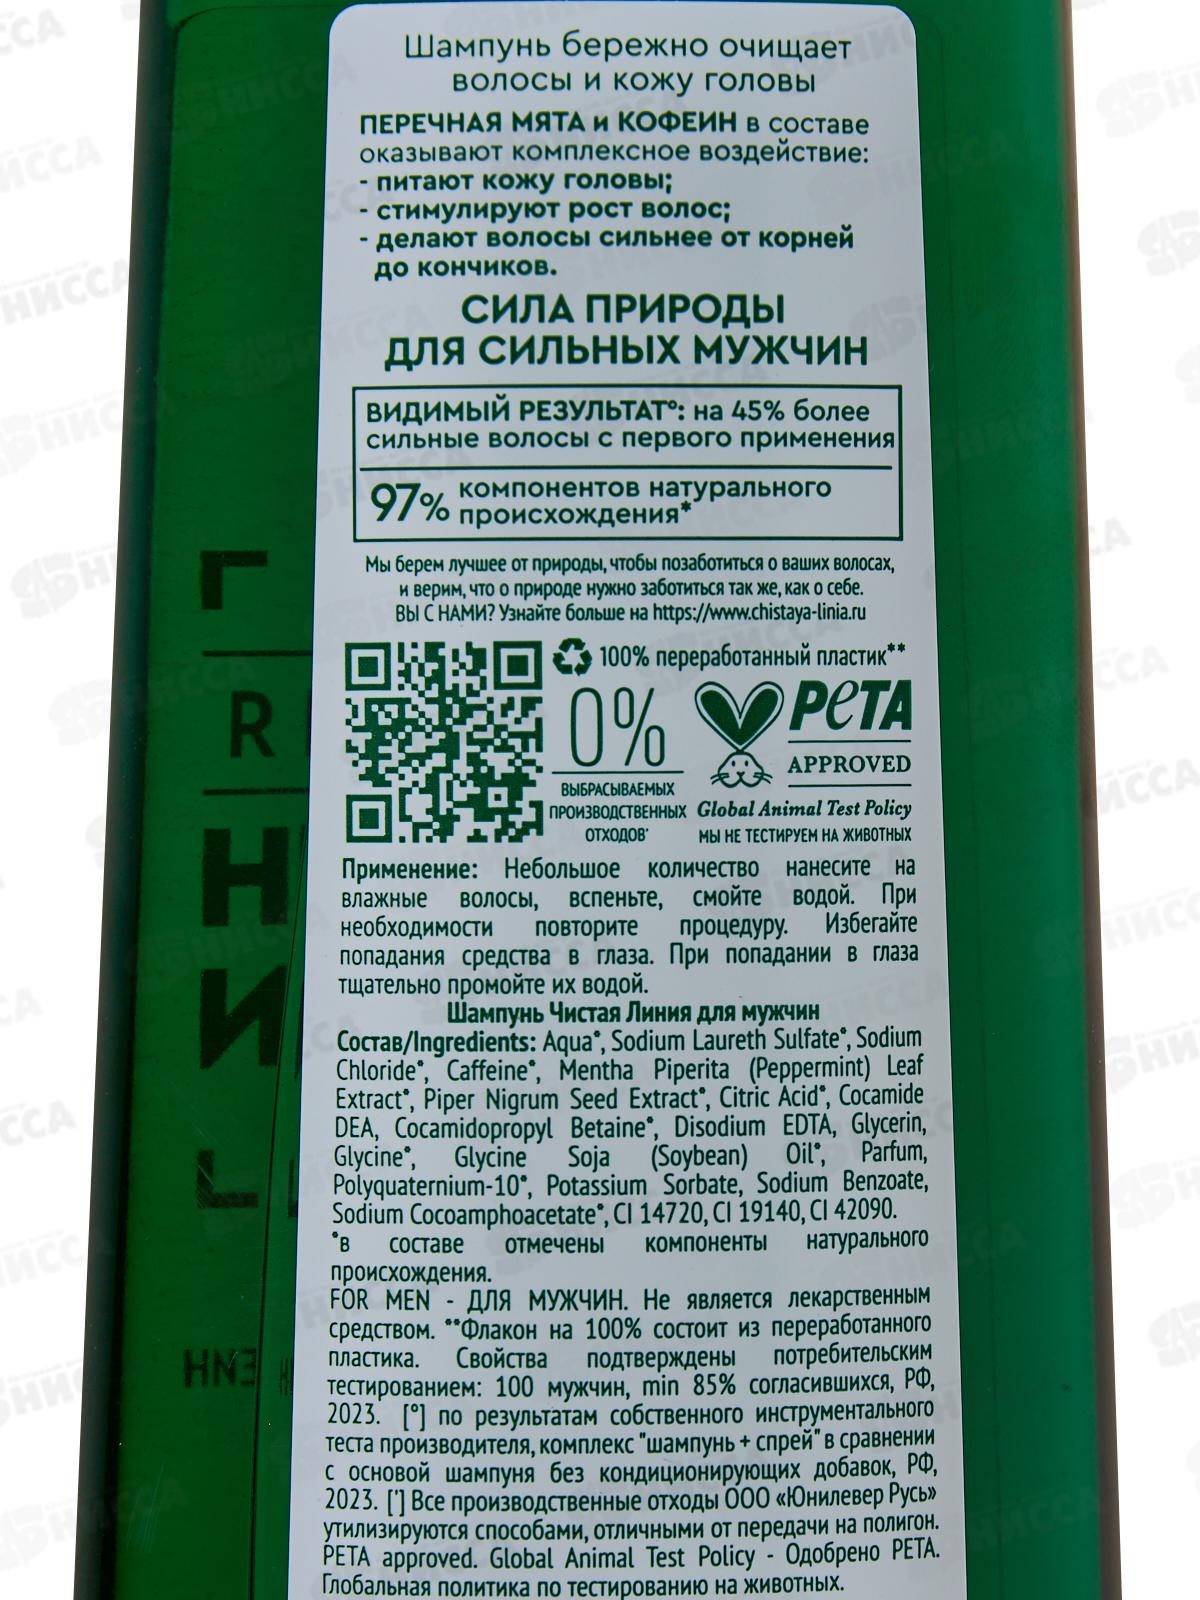 Шампунь бережно очищает
волосы и кожу головы
ПЕРЕЧНАЯ МЯТА и КОФЕИН в составе
оказывают комплексное воздействие:
- питают кожу головы;
- стимулируют рост волос;
- делают волосы сильнее от корней
до кончиков.
СИЛА ПРИРОДЫ
ДЛЯ СИЛЬНЫХ МУЖЧИН
ВИДИМЫЙ РЕЗУЛЬТАТ°: на 45% более
сильные волосы с первого применения
97% компонентов натурального
происхождения*
Мы берем лучшее от природы, чтобы позаботиться о ваших волосах,
и верим, что о природе нужно заботиться так же, как о себе.
ВЫ С НАМИ? Узнайте больше на https://www.chistaya-linia.ru
100% переработанный пластик**
0%
ВЫБРАСЫВАЕМЫХ
ПРОИЗВОДСТВЕННЫХ
ОТХОДОВ'
PETA
APPROVED
Global Animal Test Policy
МЫ НЕ ТЕСТИРУЕМ НА ЖИВОТНЫХ
Применение: Небольшое количество нанесите на
влажные волосы, вспеньте, смойте водой. При
необходимости повторите процедуру. Избегайте
попадания средства в глаза. При попадании в глаза
тщательно промойте их водой.
Шампунь Чистая Линия для мужчин
Состав/Ingredients: Aqua*, Sodium Laureth Sulfate*, Sodium
Chloride*, Caffeine*, Mentha Piperita (Peppermint) Leaf
Extract*, Piper Nigrum Seed Extract*, Citric Acid*, Cocamide
DEA, Cocamidopropyl Betaine*, Disodium EDTA, Glycerin,
Glycine*, Glycine Soja (Soybean) Oil*, Parfum,
Polyquaternium-10*, Potassium Sorbate, Sodium Benzoate,
Sodium Cocoamphoacetate*, CI 14720, CI 19140, CI 42090.
*в составе отмечены компоненты натурального
происхождения.
FOR MEN - ДЛЯ МУЖЧИН. Не является лекарственным
средством. **Флакон на 100% состоит из переработанного
пластика. Свойства подтверждены потребительским
тестированием: 100 мужчин, min 85% согласившихся, РФ,
2023. [°] по результатам собственного инструментального
теста производителя, комплекс "шампунь + спрей" в сравнении
с основой шампуня без кондиционирующих добавок, РФ,
2023. ['] Все производственные отходы ООО «Юнилевер Русь»
утилизируются способами, отличными от передачи на полигон.
PETA approved. Global Animal Test Policy - Одобрено PETA.
Глобальная политика по тестированию на животных.